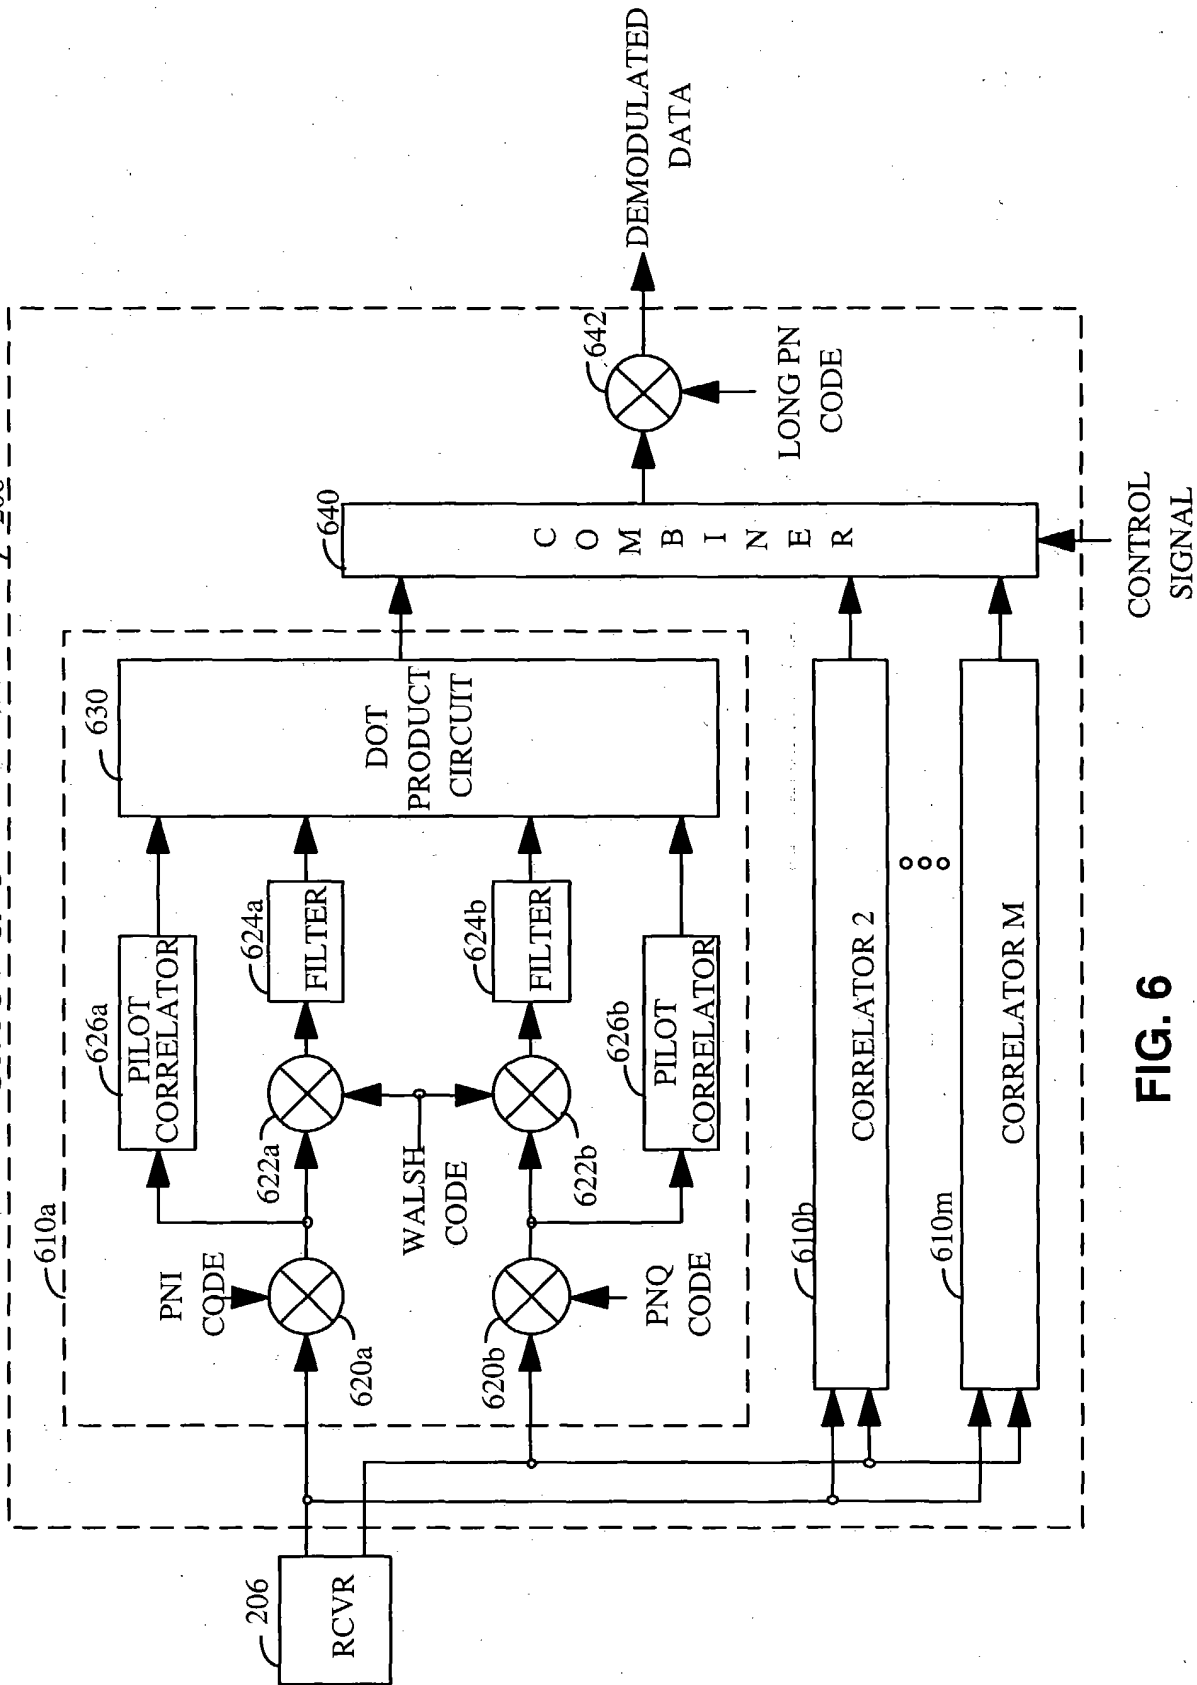 206
RCVR
610a
PNI
CODE
620a
620b
PNQ
CODE
626a
PILOT
CORRELATOR
622a
WALSH
CODE
622b
624a
FILTER
624b
FILTER
626b
PILOT
CORRELATOR
630
DOT
PRODUCT
CIRCUIT
610b
CORRELATOR 2
610m
CORRELATOR M
640
COMBINER
CONTROL
SIGNAL
642
LONG PN
CODE
DEMODULATED
DATA
FIG. 6